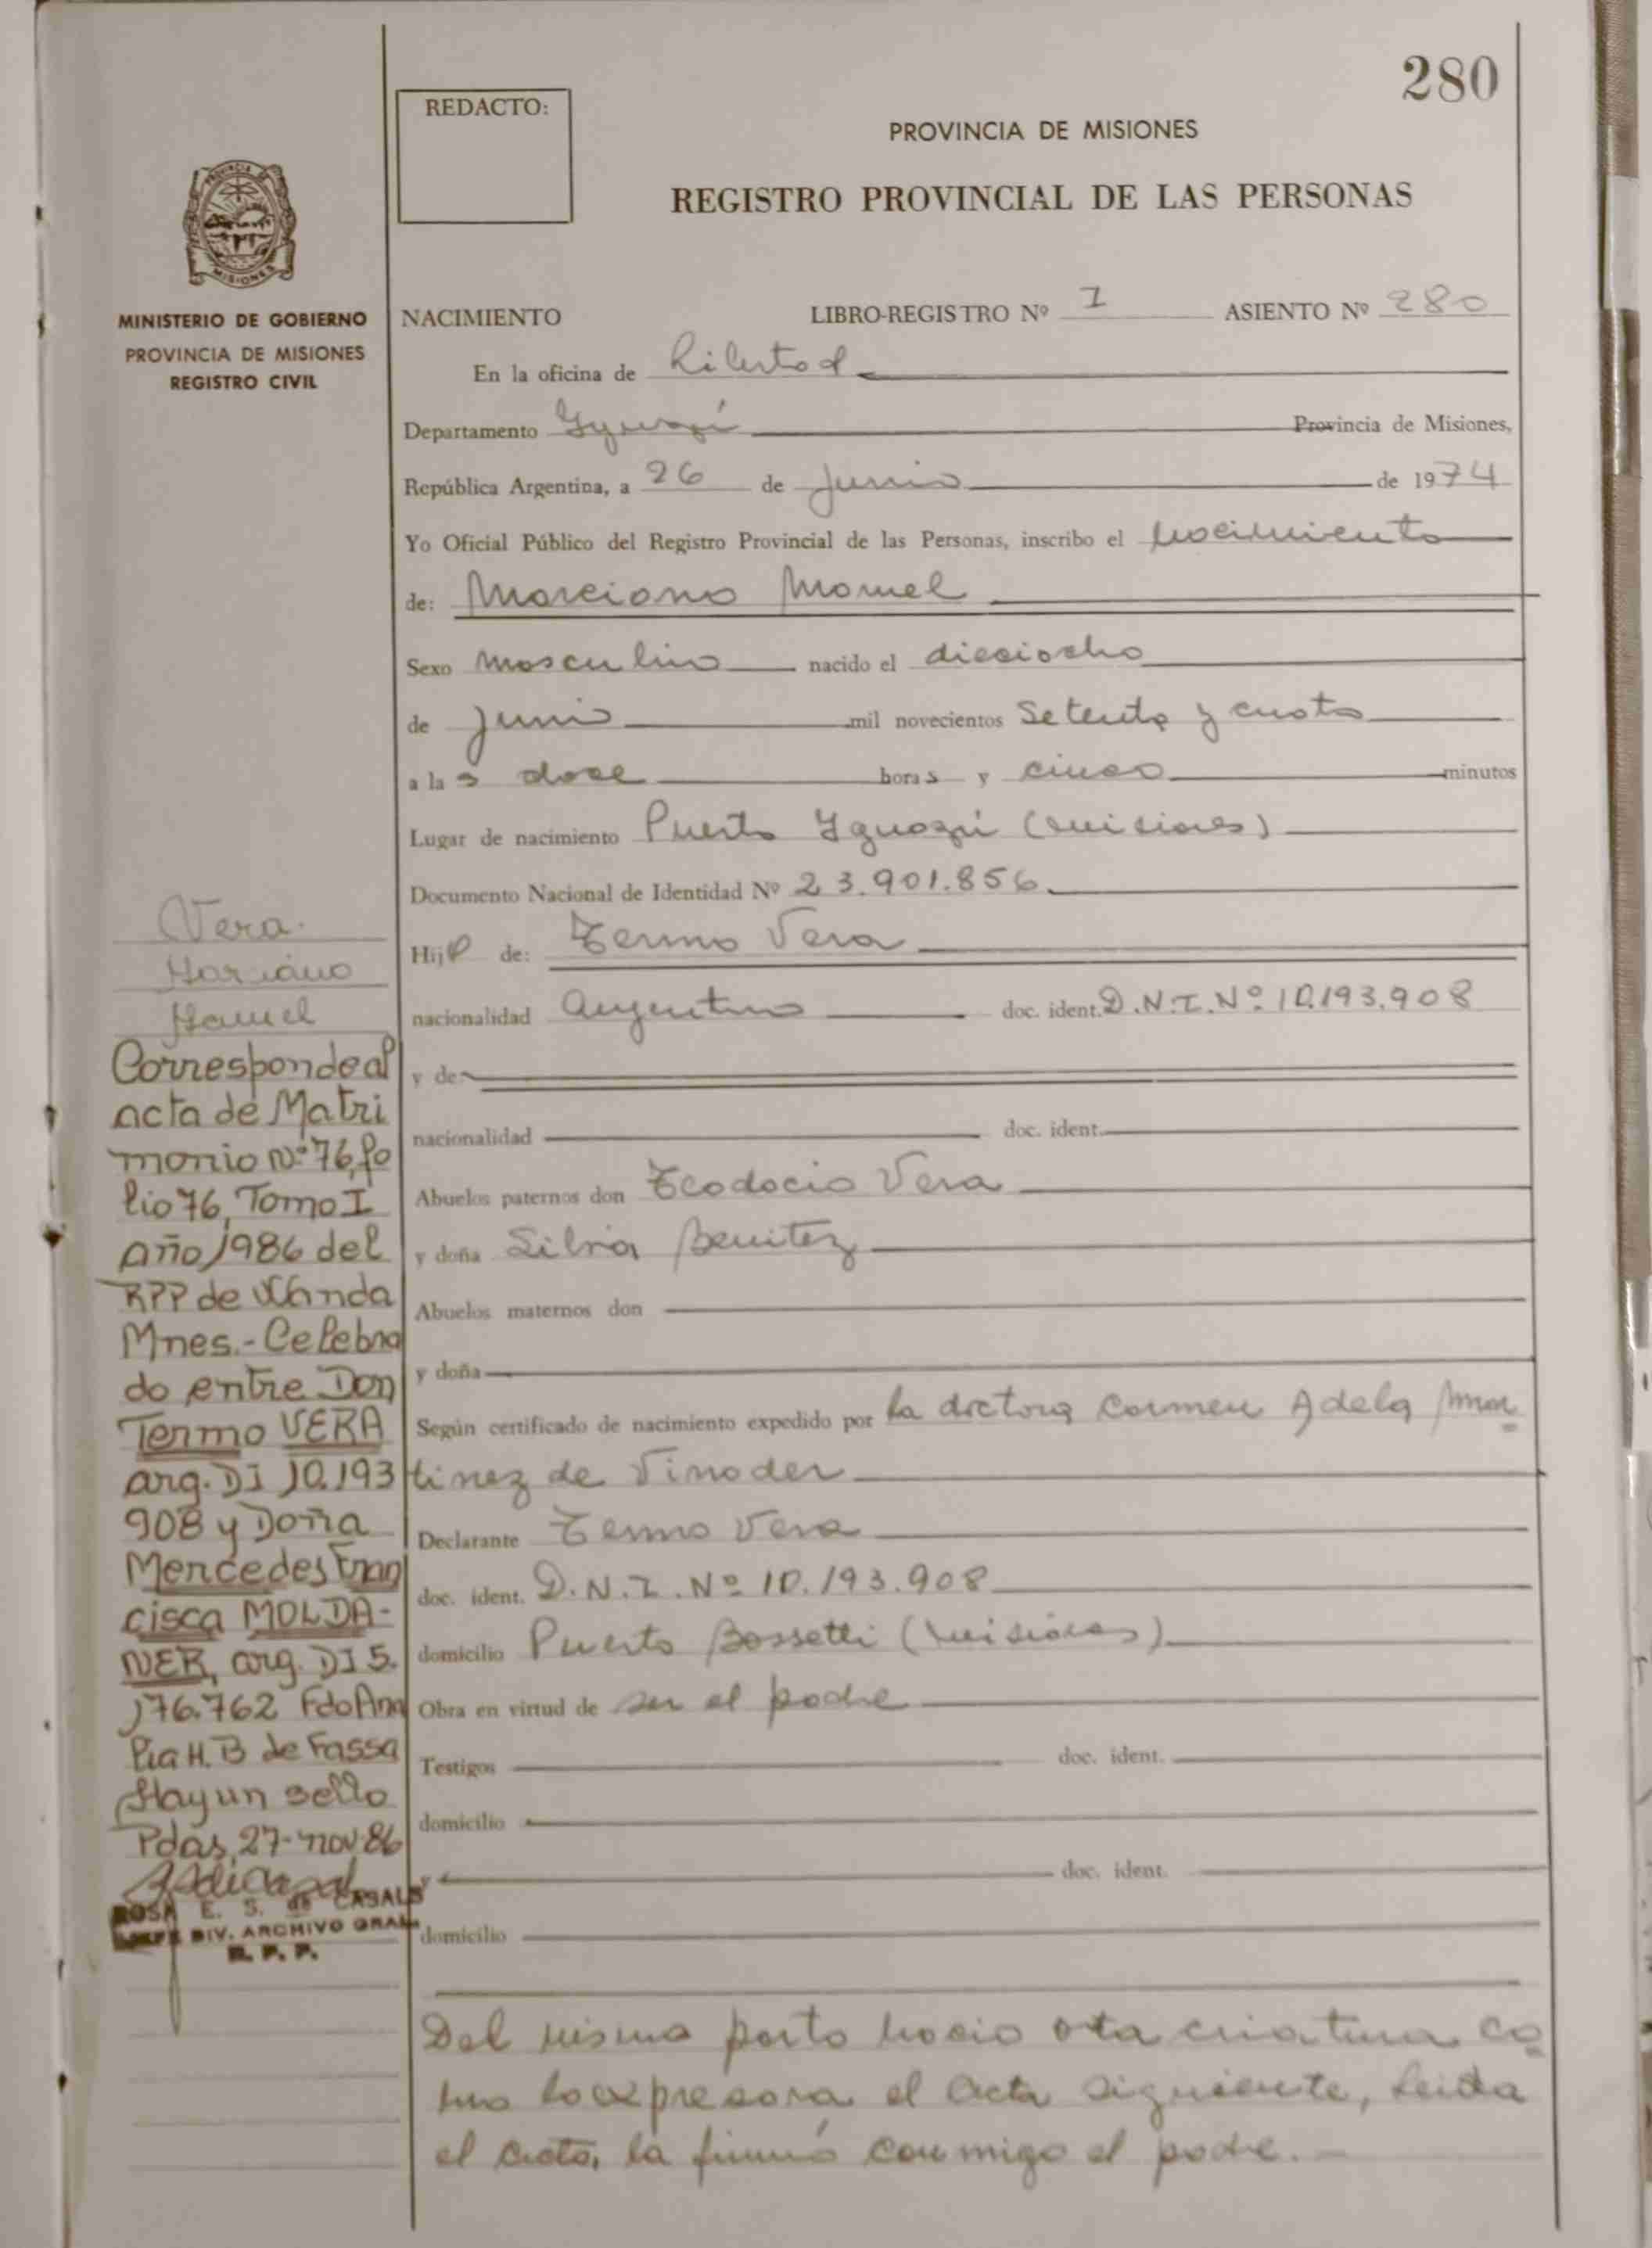 280
REDACTO:
PROVINCIA DE MISIONES
REGISTRO PROVINCIAL DE LAS PERSONAS
PROVINCIA DE
MISIONES
MINISTERIO DE GOBIERNO
PROVINCIA DE MISIONES
REGISTRO CIVIL
NACIMIENTO LIBRO-REGISTRO Nº I ASIENTO Nº 280
En la oficina de Libertad
Departamento Iguazú Provincia de Misiones,
República Argentina, a 26 de Junio de 1974
Yo Oficial Público del Registro Provincial de las Personas, inscribo el nacimiento
de: Marciano Manuel
Sexo masculino nacido el dieciocho
de Junio mil novecientos Setenta y cuatro
a las doce horas y cinco minutos
Lugar de nacimiento Puerto Yguazú (Misiones)
Documento Nacional de Identidad Nº 23.901.856
Hijo de: Termo Vera
nacionalidad argentino doc. ident. D.N.I. Nº 10.193.908
y de
nacionalidad doc. ident.
Abuelos paternos don Teodocio Vera
y doña Silvia Benitez
Abuelos maternos don
y doña
Según certificado de nacimiento expedido por la doctora Carmen Adela Mar
tinez de
Declarante Termo Vera
doc. ident. D.N.I. Nº 10.193.908
domicilio Puerto Bossetti (Misiones)
Obra en virtud de ser el padre
Testigos doc. ident.
domicilio
y doc. ident.
domicilio
Del mismo parto nació otra criatura co
mo lo expresara el acta siguiente, Leida
el acta, la firmó conmigo el padre.
Vera
Corresponde al
acta de Matri
monio Nº 76, fo
lio 76, Tomo I
año 1986 del
RPP de Wanda
Mnes.- Celebra
do entre Don
Termo VERA
arg. DI 10.193
908 y Doña
Mercedes Fran
cisca MOLDA-
NER, arg. DI 5.
176.762 Fdo Ana
Pia H. B de Fassa
Hay un sello
Pdas, 27-nov-86
ROSA E. S. de CASALS
JEFE DIV. ARCHIVO GRAL.
R. P. P.